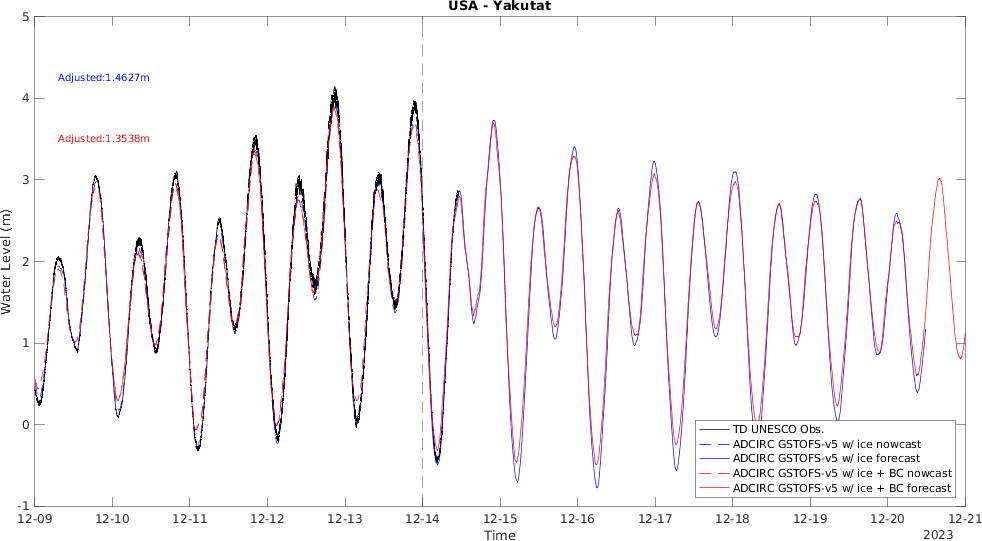 USA - Yakutat
5
4
3
2
1
0
-1
Water Level (m)
Adjusted:1.4627m
Adjusted:1.3538m
TD UNESCO Obs.
ADCIRC GSTOFS-v5 w/ ice nowcast
ADCIRC GSTOFS-v5 w/ ice forecast
ADCIRC GSTOFS-v5 w/ ice + BC nowcast
ADCIRC GSTOFS-v5 w/ ice + BC forecast
12-09 12-10 12-11 12-12 12-13 12-14 12-15 12-16 12-17 12-18 12-19 12-20 12-21
Time
2023